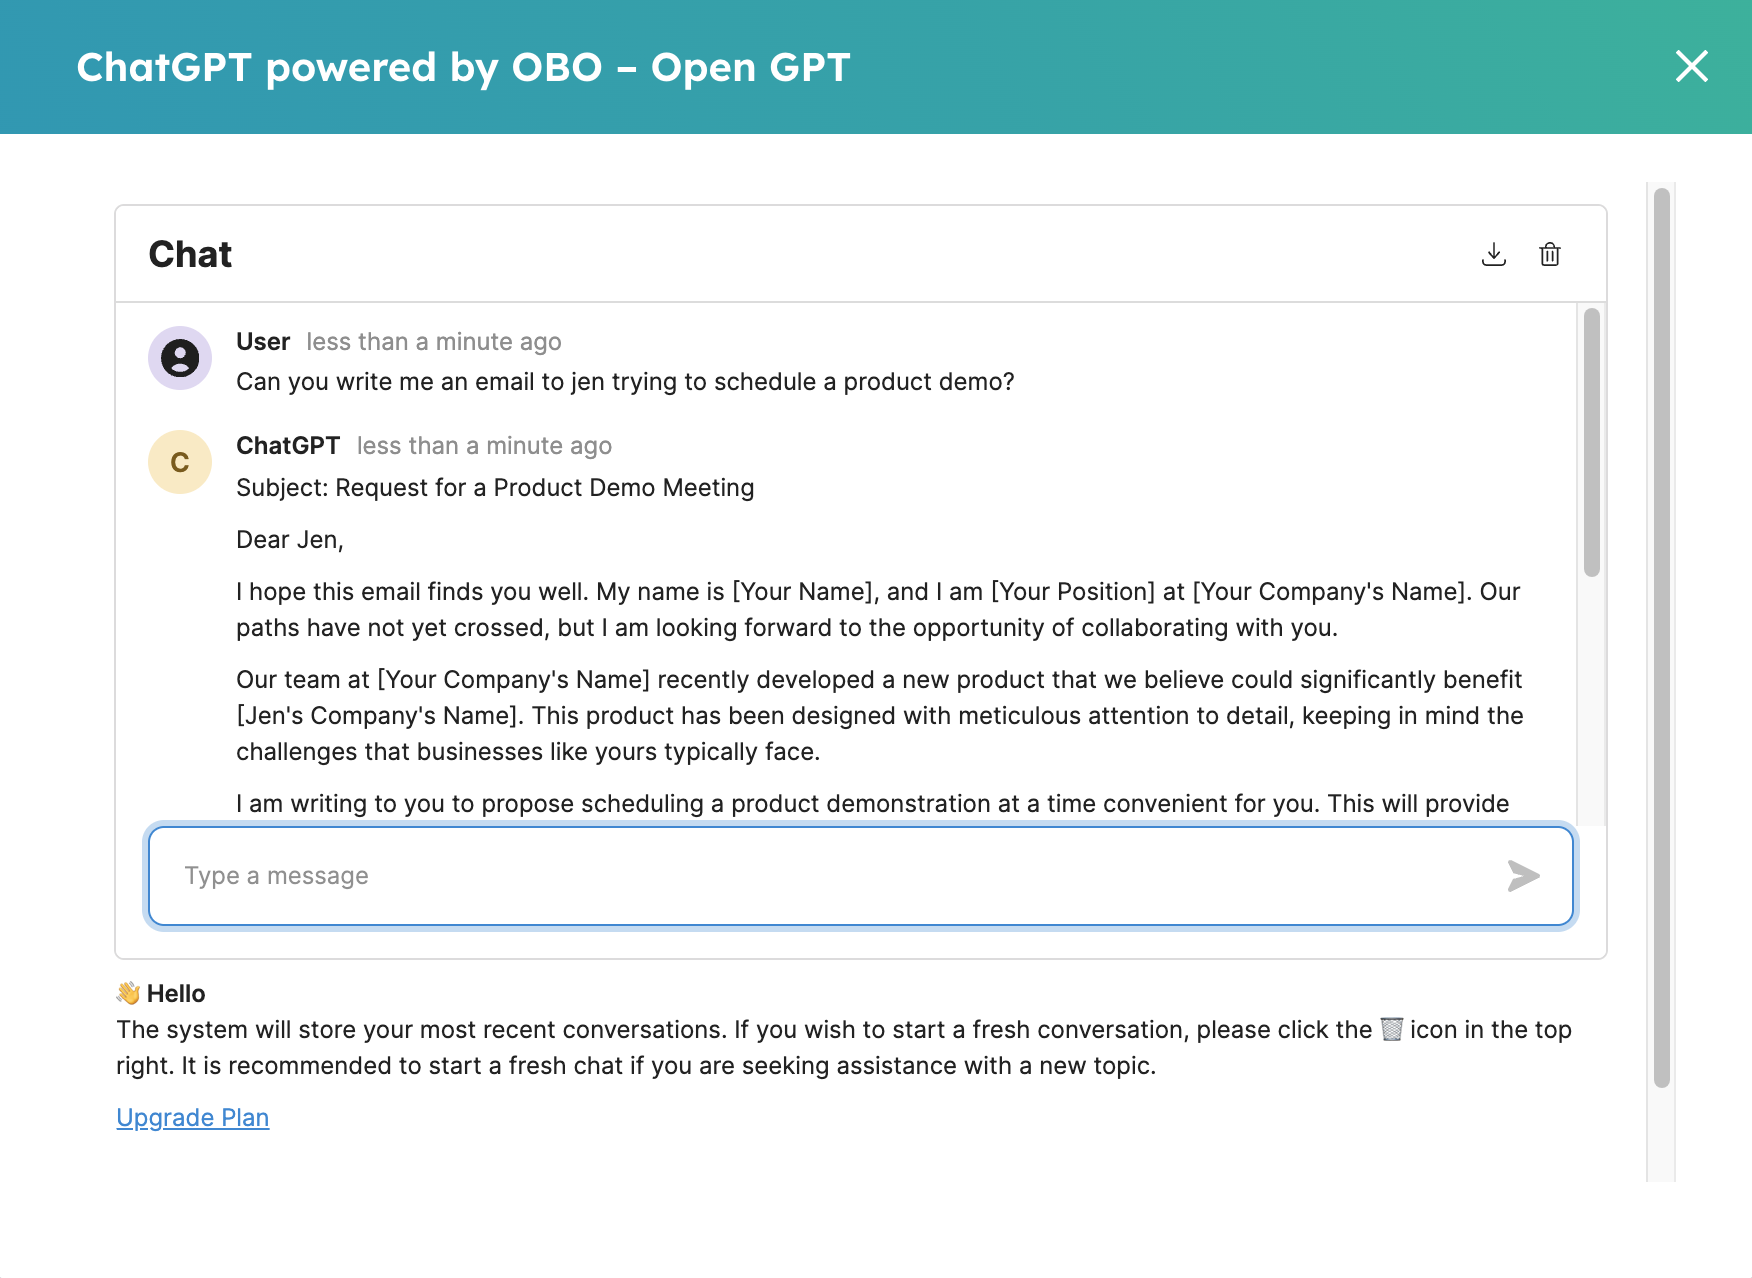 ChatGPT powered by OBO – Open GPT
Chat
User less than a minute ago
Can you write me an email to jen trying to schedule a product demo?
C
ChatGPT less than a minute ago
Subject: Request for a Product Demo Meeting
Dear Jen,
I hope this email finds you well. My name is [Your Name], and I am [Your Position] at [Your Company's Name]. Our
paths have not yet crossed, but I am looking forward to the opportunity of collaborating with you.
Our team at [Your Company's Name] recently developed a new product that we believe could significantly benefit
[Jen's Company's Name]. This product has been designed with meticulous attention to detail, keeping in mind the
challenges that businesses like yours typically face.
I am writing to you to propose scheduling a product demonstration at a time convenient for you. This will provide
Type a message
👋 Hello
The system will store your most recent conversations. If you wish to start a fresh conversation, please click the 🗑️ icon in the top
right. It is recommended to start a fresh chat if you are seeking assistance with a new topic.
Upgrade Plan